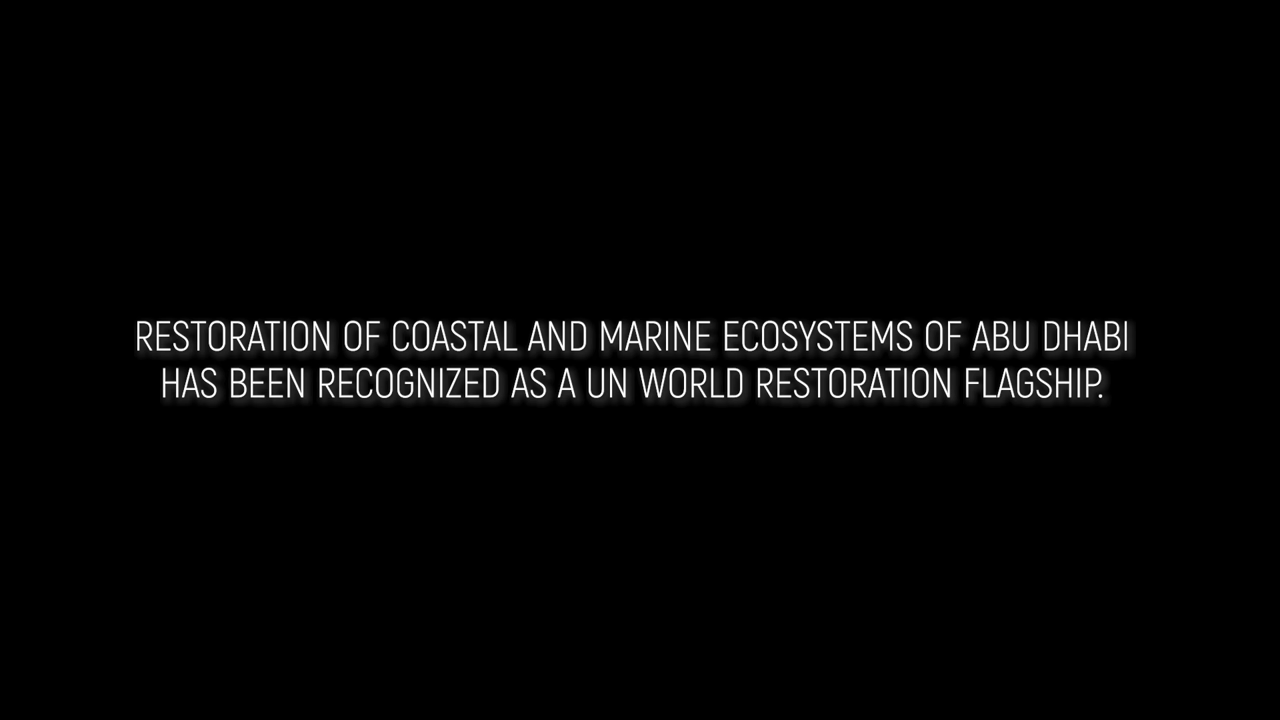 RESTORATION OF COASTAL AND MARINE ECOSYSTEMS OF ABU DHABI
HAS BEEN RECOGNIZED AS A UN WORLD RESTORATION FLAGSHIP.